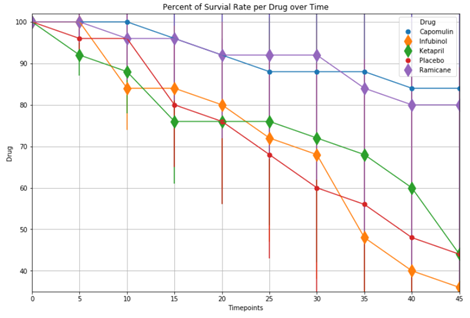 Percent of Survial Rate per Drug over Time
Drug
Capomulin
Infubinol
Ketapril
Placebo
Ramicane
100
90
80
70
60
50
40
Drug
0
5
10
15
20
25
30
35
40
45
Timepoints